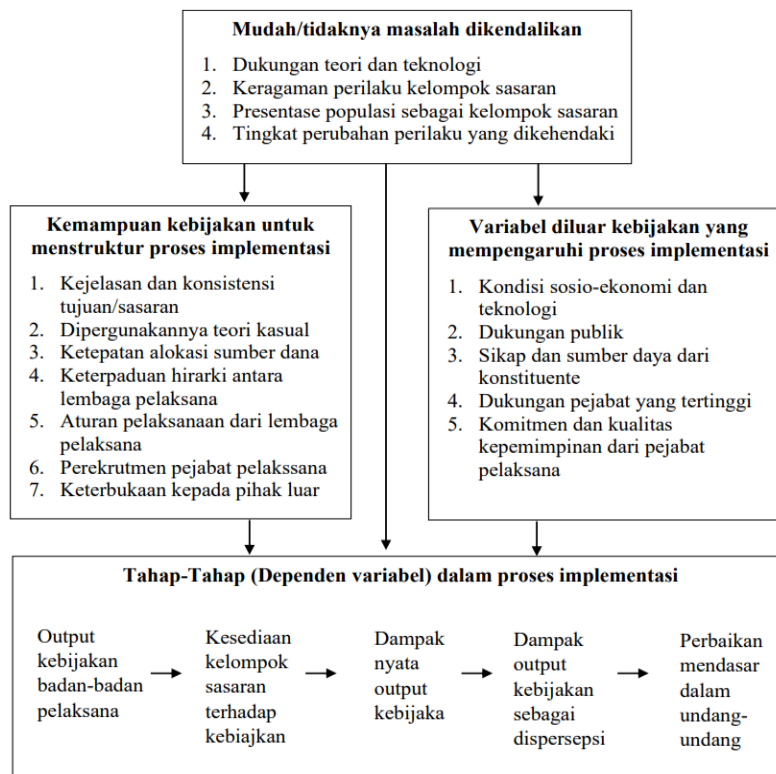 Mudah/tidaknya masalah dikendalikan
1. Dukungan teori dan teknologi
2. Keragaman perilaku kelompok sasaran
3. Presentase populasi sebagai kelompok sasaran
4. Tingkat perubahan perilaku yang dikehendaki
Kemampuan kebijakan untuk
menstruktur proses implementasi
1. Kejelasan dan konsistensi
tujuan/sasaran
2. Dipergunakannya teori kasual
3. Ketepatan alokasi sumber dana
4. Keterpaduan hirarki antara
lembaga pelaksana
5. Aturan pelaksanaan dari lembaga
pelaksana
6. Perekrutmen pejabat pelakssana
7. Keterbukaan kepada pihak luar
Variabel diluar kebijakan yang
mempengaruhi proses implementasi
1. Kondisi sosio-ekonomi dan
teknologi
2. Dukungan publik
3. Sikap dan sumber daya dari
konstituente
4. Dukungan pejabat yang tertinggi
5. Komitmen dan kualitas
kepemimpinan dari pejabat
pelaksana
Tahap-Tahap (Dependen variabel) dalam proses implementasi
Output
kebijakan
badan-badan
pelaksana
Kesediaan
kelompok
sasaran
terhadap
kebiajkan
Dampak
nyata
output
kebijaka
Dampak
output
kebijakan
sebagai
dispersepsi
Perbaikan
mendasar
dalam
undang-
undang